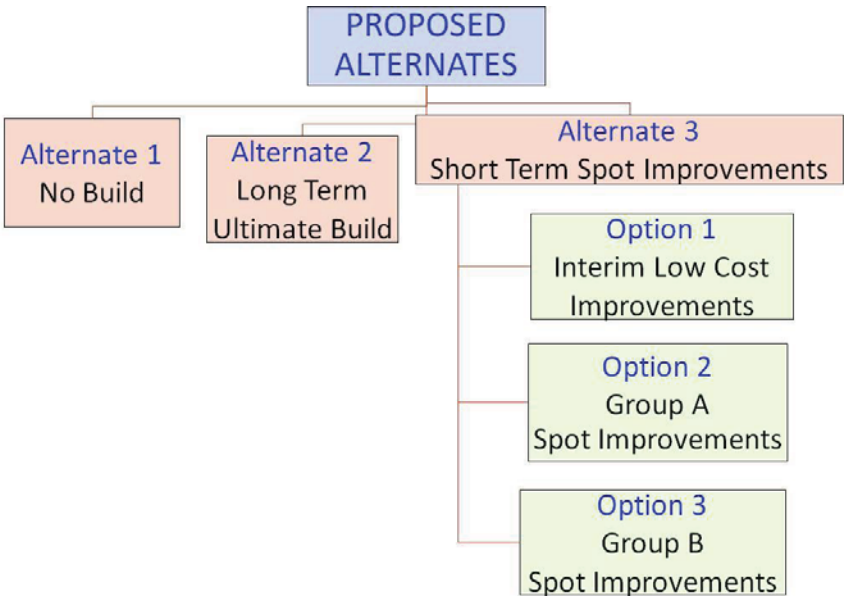 PROPOSED
ALTERNATES
Alternate 1
No Build
Alternate 2
Long Term
Ultimate Build
Alternate 3
Short Term Spot Improvements
Option 1
Interim Low Cost
Improvements
Option 2
Group A
Spot Improvements
Option 3
Group B
Spot Improvements